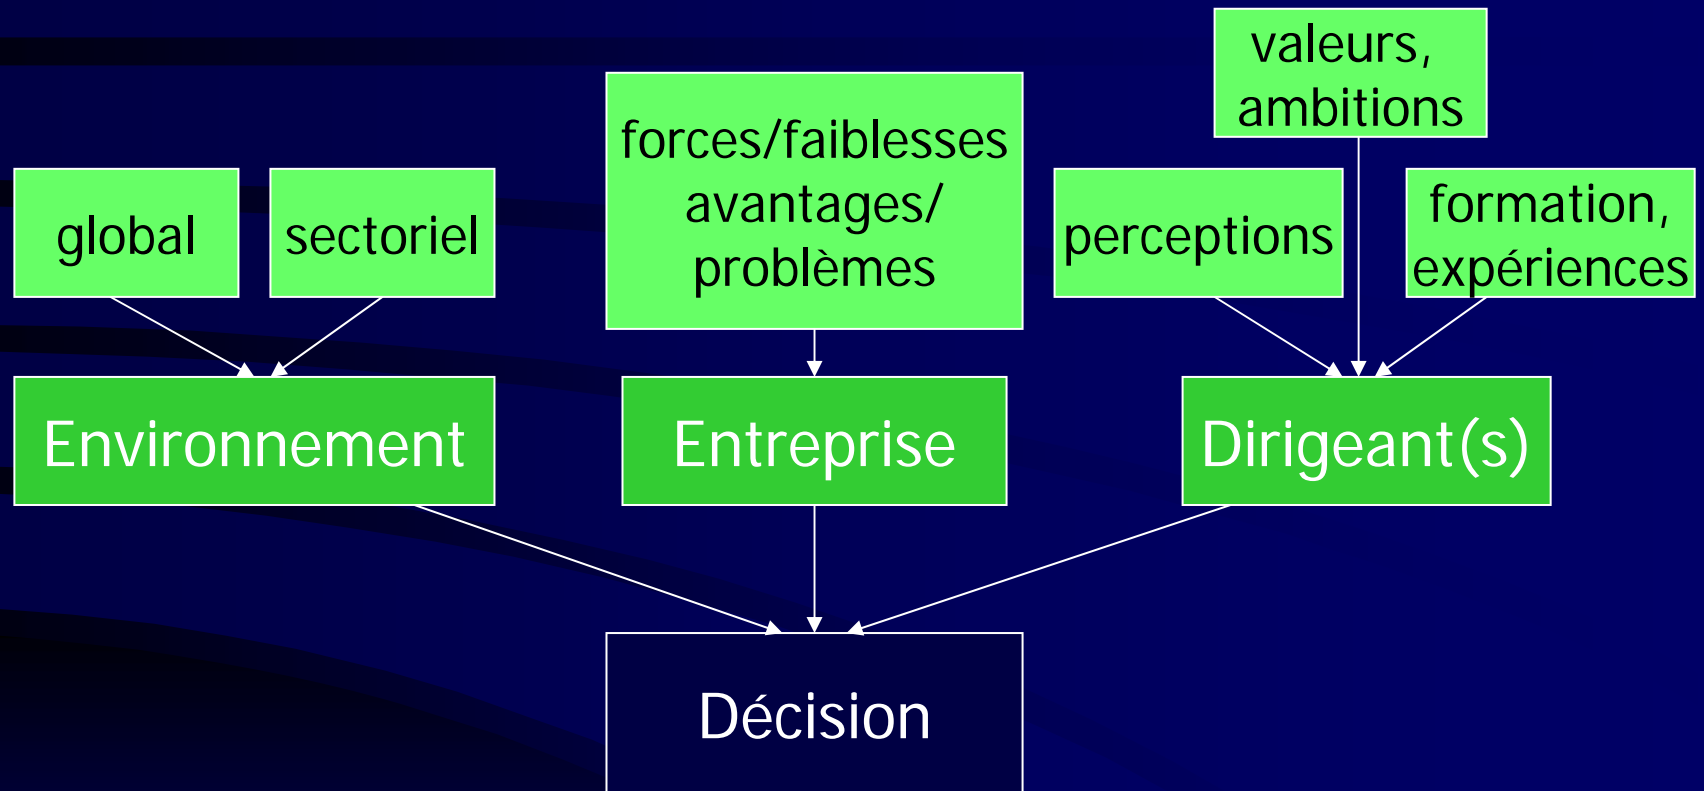 valeurs,
ambitions
forces/faiblesses
avantages/
problèmes
global
sectoriel
perceptions
formation,
expériences
Environnement
Entreprise
Dirigeant(s)
Décision